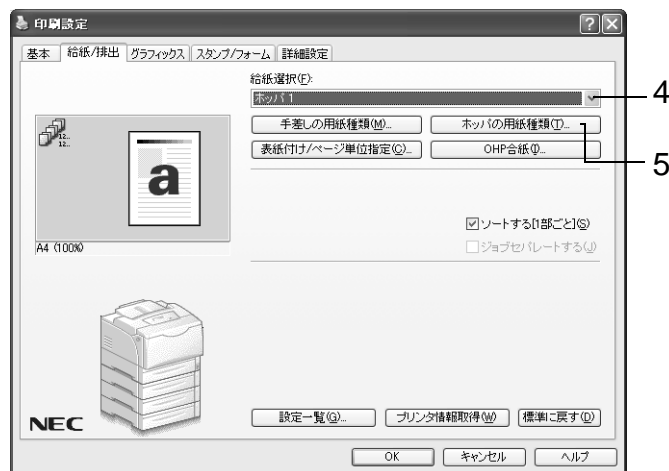 印刷設定
基本 給紙/排出 グラフィックス スタンプ/フォーム 詳細設定
給紙選択(F):
ホッパ 1
4
手差しの用紙種類(M)... ホッパの用紙種類(T)...
5
表紙付け/ページ単位指定(C)... OHP合紙(I)...
12..
12..
a
ソートする[1部ごと](S)
ジョブセパレートする(J)
A4 (100%)
NEC
設定一覧(G)... プリンタ情報取得(W) 標準に戻す(D)
OK キャンセル ヘルプ